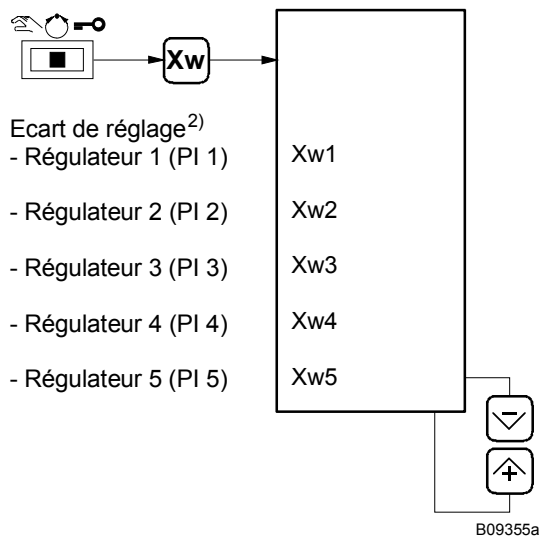 Xw
Ecart de réglage2)
- Régulateur 1 (PI 1) Xw1
- Régulateur 2 (PI 2) Xw2
- Régulateur 3 (PI 3) Xw3
- Régulateur 4 (PI 4) Xw4
- Régulateur 5 (PI 5) Xw5
-
+
B09355a